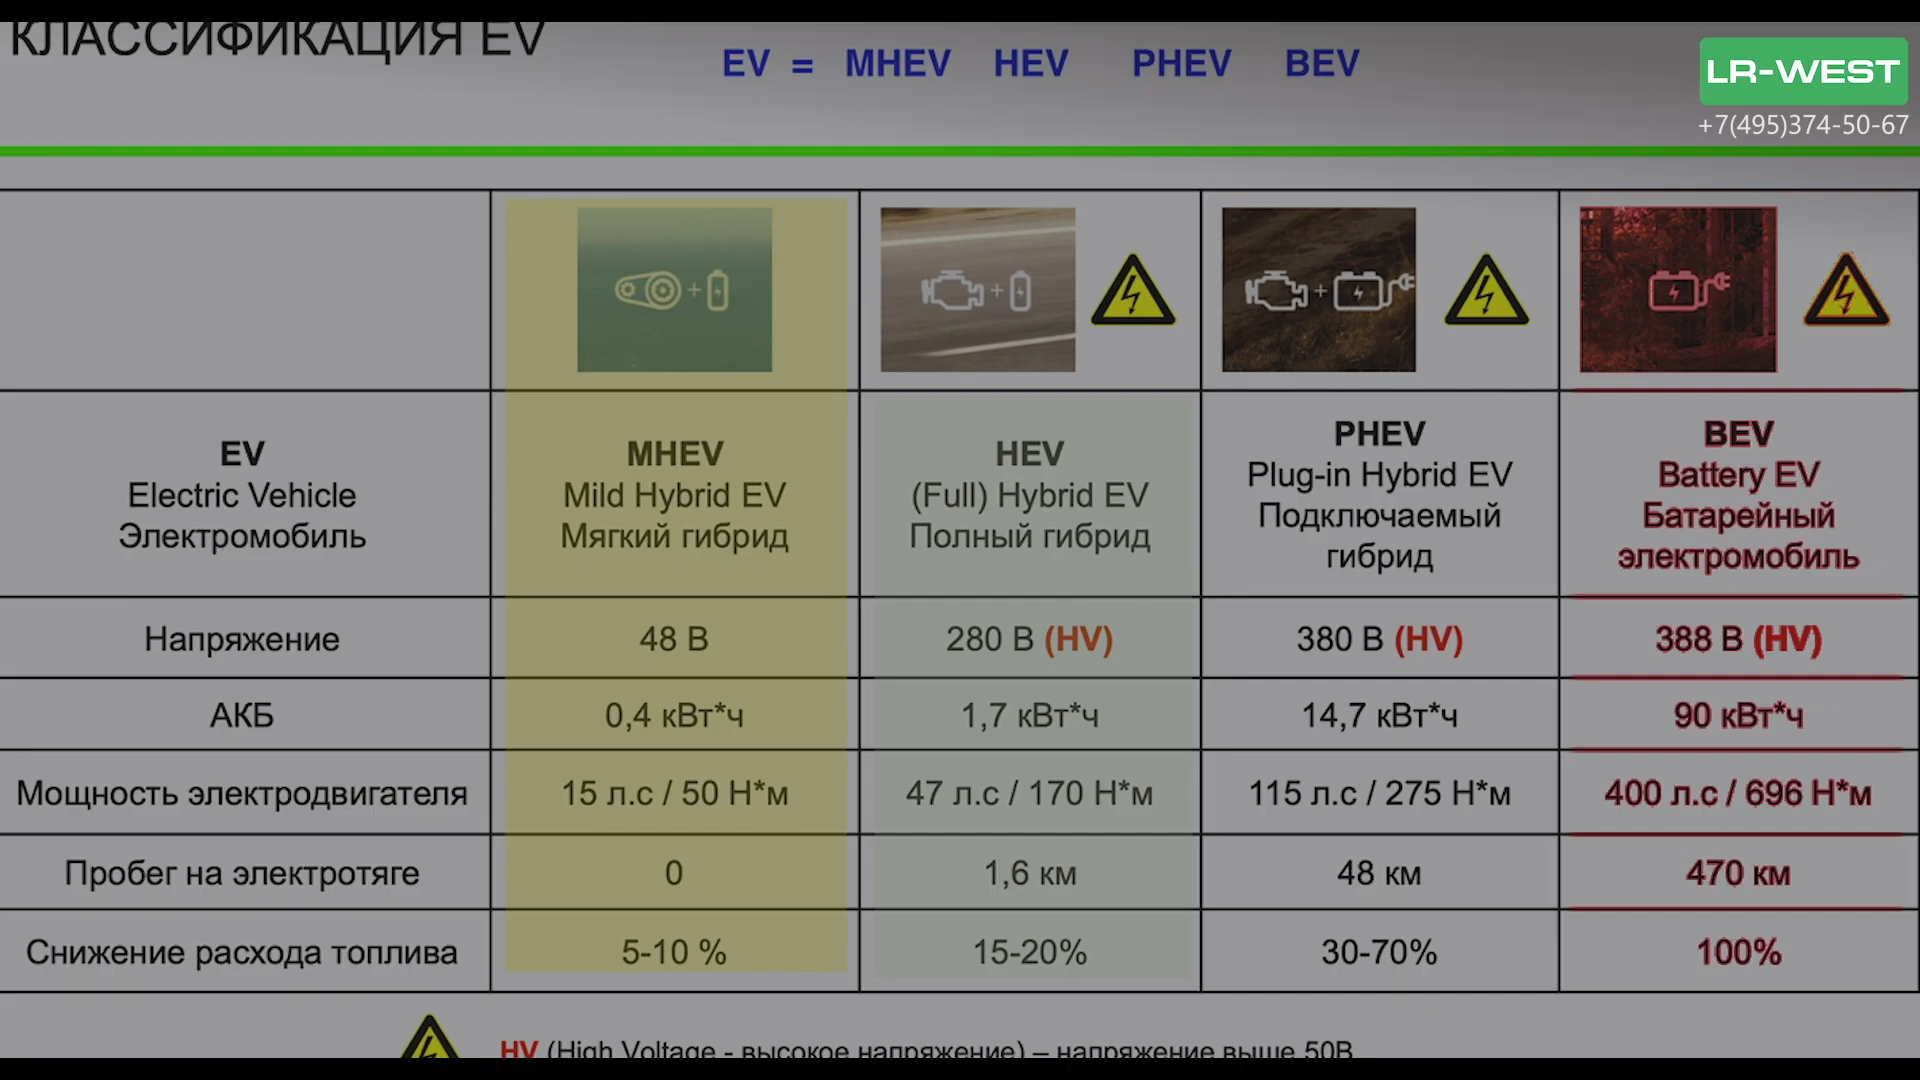 КЛАССИФИКАЦИЯ EV
EV = MHEV HEV PHEV BEV
LR-WEST
+7(495)374-50-67
EV
Electric Vehicle
Электромобиль
MHEV
Mild Hybrid EV
Мягкий гибрид
HEV
(Full) Hybrid EV
Полный гибрид
PHEV
Plug-in Hybrid EV
Подключаемый
гибрид
BEV
Battery EV
Батарейный
электромобиль
Напряжение 48 В 280 В (HV) 380 В (HV) 388 В (HV)
АКБ 0,4 кВт*ч 1,7 кВт*ч 14,7 кВт*ч 90 кВт*ч
Мощность электродвигателя 15 л.с / 50 Н*м 47 л.с / 170 Н*м 115 л.с / 275 Н*м 400 л.с / 696 Н*м
Пробег на электротяге 0 1,6 км 48 км 470 км
Снижение расхода топлива 5-10 % 15-20% 30-70% 100%
HV (High Voltage - высокое напряжение) – напряжение выше 50В